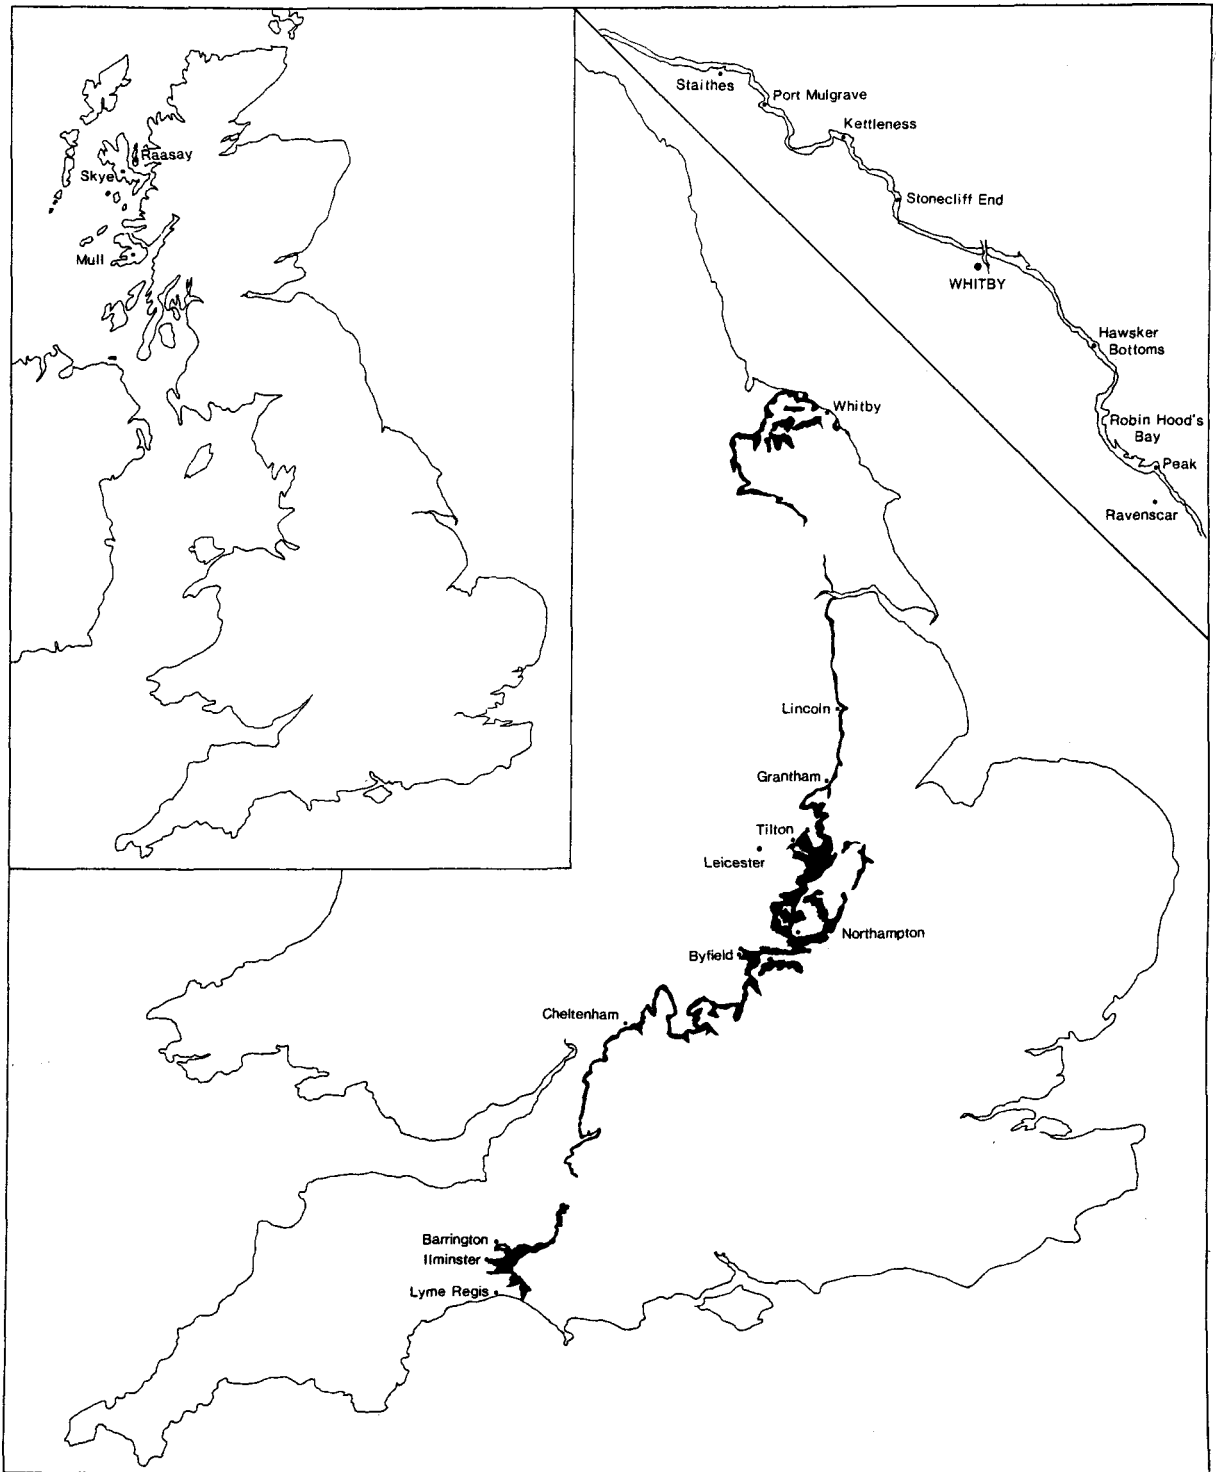 Raasay
Skye
Mull
Staithes
Port Mulgrave
Kettleness
Stonecliff End
WHITBY
Hawsker
Bottoms
Robin Hood's
Bay
Peak
Ravenscar
Whitby
Lincoln
Grantham
Tilton
Leicester
Northampton
Byfield
Cheltenham
Barrington
Ilminster
Lyme Regis